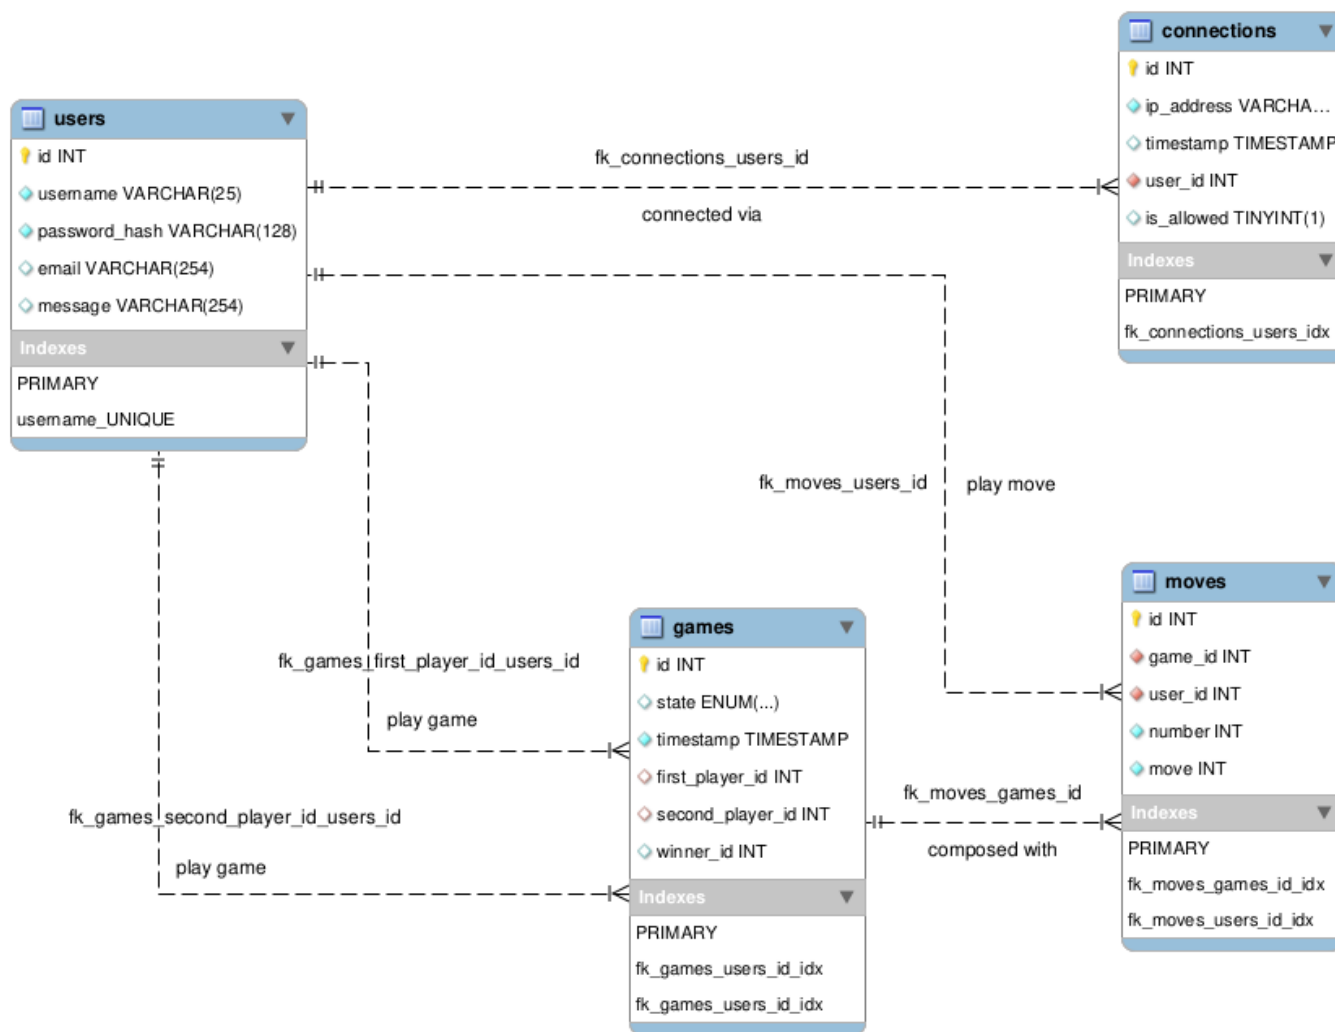 users
id INT
username VARCHAR(25)
password_hash VARCHAR(128)
email VARCHAR(254)
message VARCHAR(254)
Indexes
PRIMARY
username_UNIQUE
fk_connections_users_id
connected via
connections
id INT
ip_address VARCHA...
timestamp TIMESTAMP
user_id INT
is_allowed TINYINT(1)
Indexes
PRIMARY
fk_connections_users_idx
fk_moves_users_id
play move
fk_games_first_player_id_users_id
play game
fk_games_second_player_id_users_id
play game
games
id INT
state ENUM(...)
timestamp TIMESTAMP
first_player_id INT
second_player_id INT
winner_id INT
Indexes
PRIMARY
fk_games_users_id_idx
fk_games_users_id_idx
fk_moves_games_id
composed with
moves
id INT
game_id INT
user_id INT
number INT
move INT
Indexes
PRIMARY
fk_moves_games_id_idx
fk_moves_users_id_idx